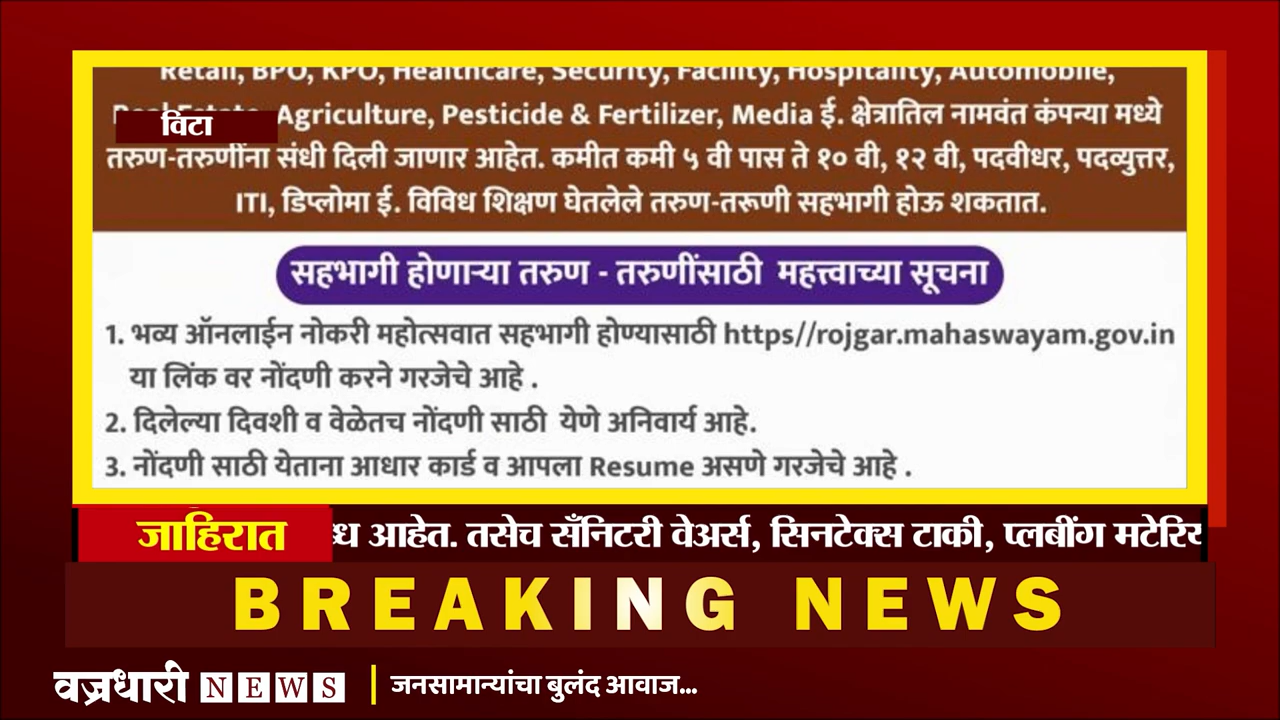 Retail, BPO, KPO, Healthcare, Security, Facility, Hospitality, Automobile,
Agriculture, Pesticide & Fertilizer, Media ई. क्षेत्रातिल नामवंत कंपन्या मध्ये
विटा
तरुण-तरुणींना संधी दिली जाणार आहेत. कमीत कमी ५ वी पास ते १० वी, १२ वी, पदवीधर, पदव्युत्तर,
ITI, डिप्लोमा ई. विविध शिक्षण घेतलेले तरुण-तरूणी सहभागी होऊ शकतात.
सहभागी होणाऱ्या तरुण - तरुणींसाठी महत्त्वाच्या सूचना
1. भव्य ऑनलाईन नोकरी महोत्सवात सहभागी होण्यासाठी https//rojgar.mahaswayam.gov.in
या लिंक वर नोंदणी करने गरजेचे आहे .
2. दिलेल्या दिवशी व वेळेतच नोंदणी साठी येणे अनिवार्य आहे.
3. नोंदणी साठी येताना आधार कार्ड व आपला Resume असणे गरजेचे आहे .
जाहिरात आहेत. तसेच सॅंनिटरी वेअर्स, सिनटेक्स टाकी, प्लबींग
BREAKING NEWS
वज्रधारी NEWS जनसामान्यांचा बुलंद आवाज...